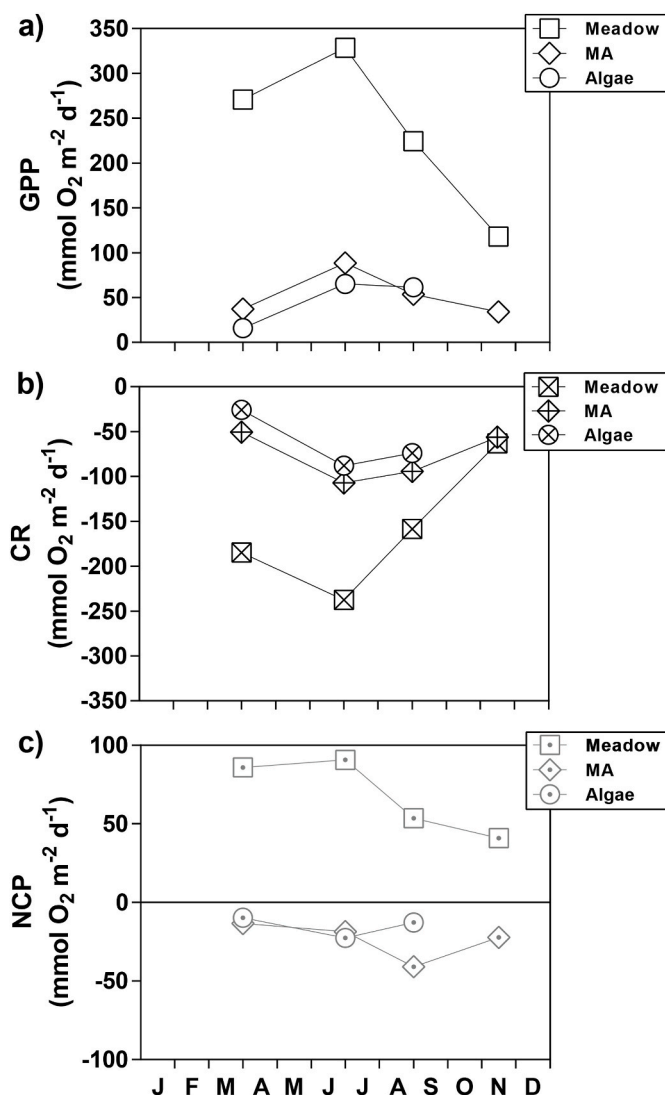 a)
350
300
250
200
150
100
50
0
GPP
(mmol O₂ m⁻² d⁻¹)
Meadow
MA
Algae
b)
0
-50
-100
-150
-200
-250
-300
-350
CR
(mmol O₂ m⁻² d⁻¹)
Meadow
MA
Algae
c)
100
50
0
-50
-100
NCP
(mmol O₂ m⁻² d⁻¹)
Meadow
MA
Algae
J F M A M J J A S O N D